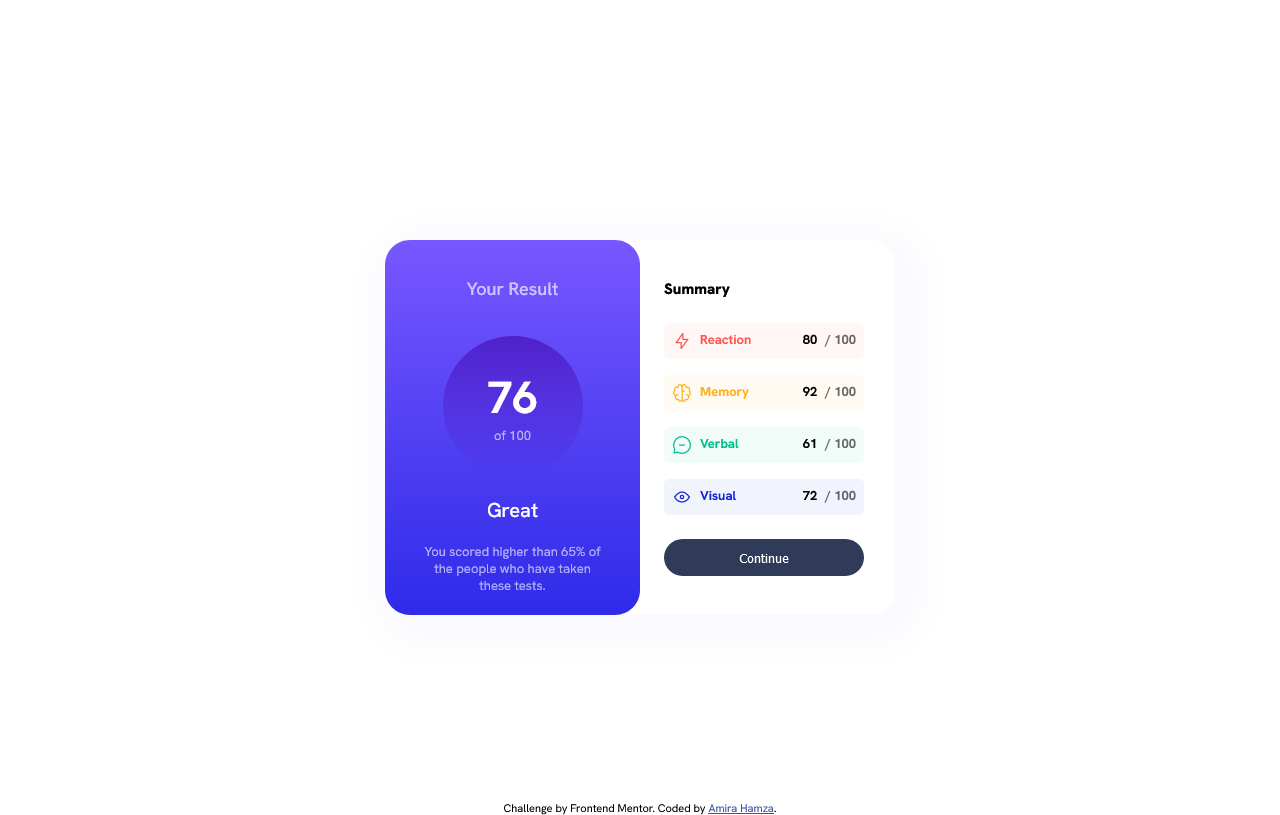 Your Result
76
of 100
Great
You scored higher than 65% of
the people who have taken
these tests.
Summary
Reaction 80 / 100
Memory 92 / 100
Verbal 61 / 100
Visual 72 / 100
Continue
Challenge by Frontend Mentor. Coded by Amira Hamza.